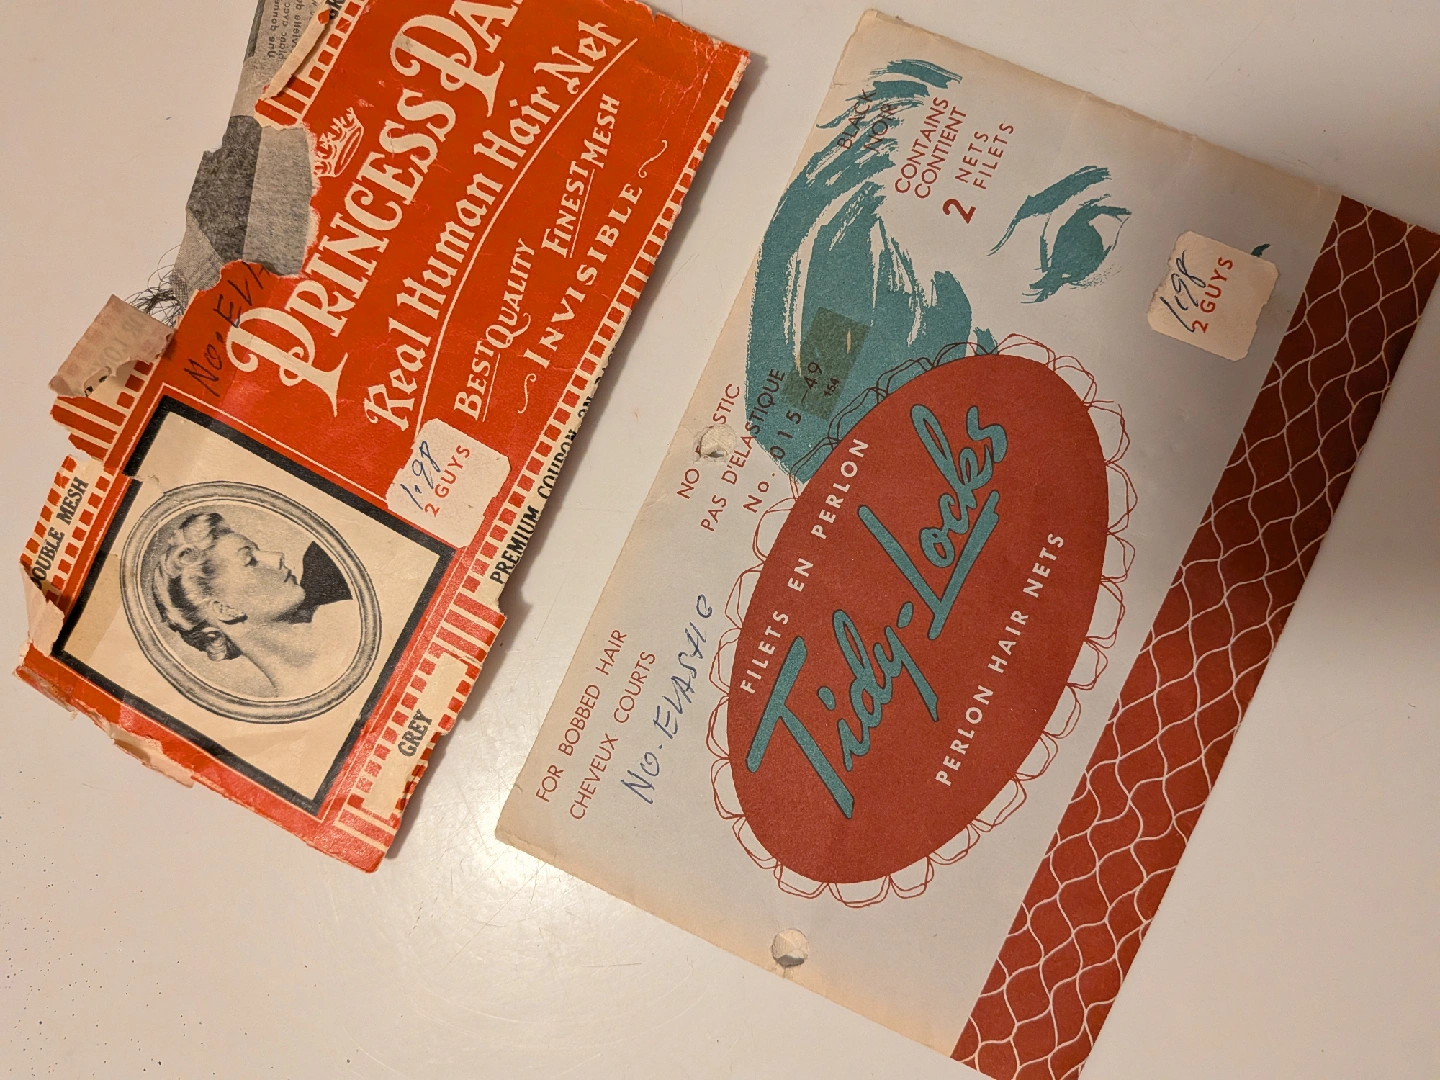 PRINCESS PA
Real Human Hair Net
BEST QUALITY FINEST MESH
INVISIBLE
No-ELA
1.98
2 GUYS
DOUBLE MESH
GREY
PREMIUM COUPON
BLACK
NOIR
CONTAINS
CONTIENT
2 NETS
FILETS
1.98
2 GUYS
NO STIC
PAS D'ELASTIQUE
No. 015-49
FOR BOBBED HAIR
CHEVEUX COURTS
NO-ELASTIC
FILETS EN PERLON
Tidy-Locks
PERLON HAIR NETS